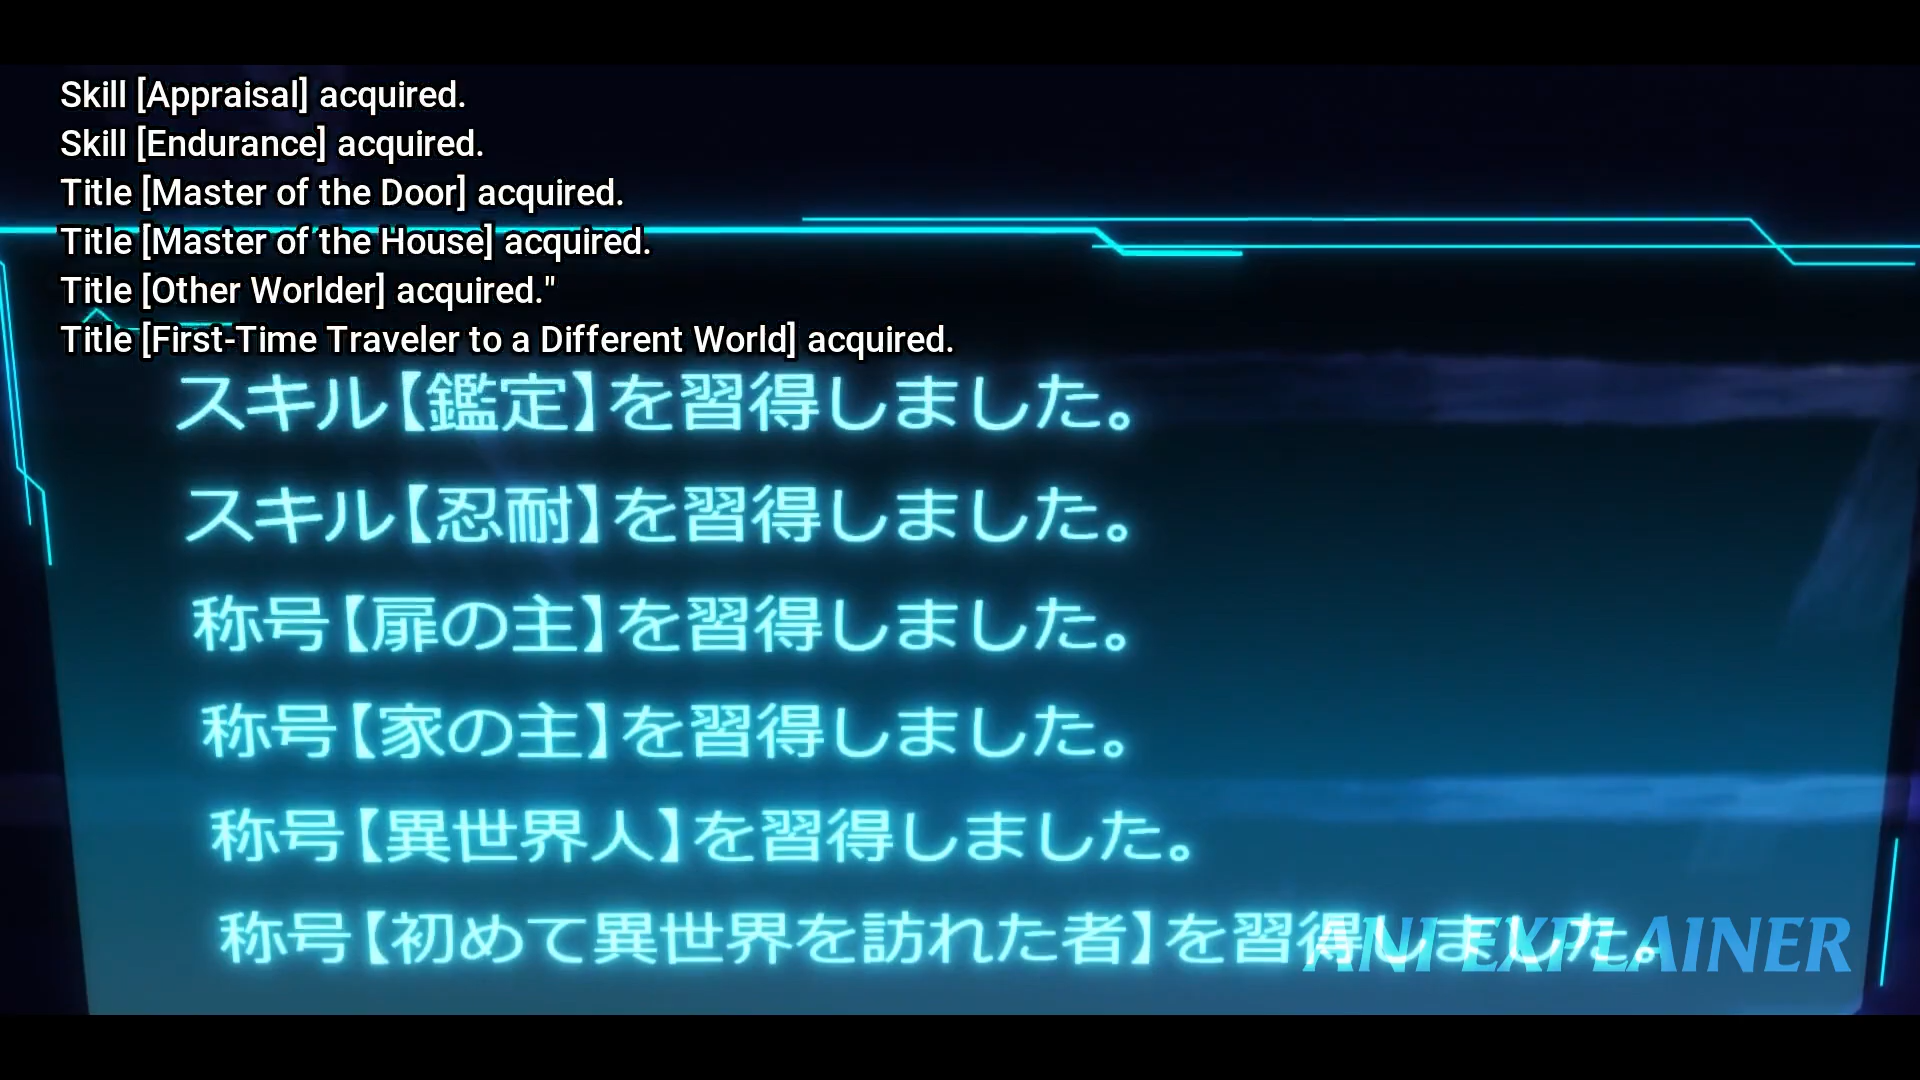 Skill [Appraisal] acquired.
Skill [Endurance] acquired.
Title [Master of the Door] acquired.
Title [Master of the House] acquired.
Title [Other Worlder] acquired."
Title [First-Time Traveler to a Different World] acquired.
スキル【鑑定】を習得しました。
スキル【忍耐】を習得しました。
称号【扉の主】を習得しました。
称号【家の主】を習得しました。
称号【異世界人】を習得しました。
称号【初めて異世界を訪れた者】を習得しました。
ANI EXPLAINER